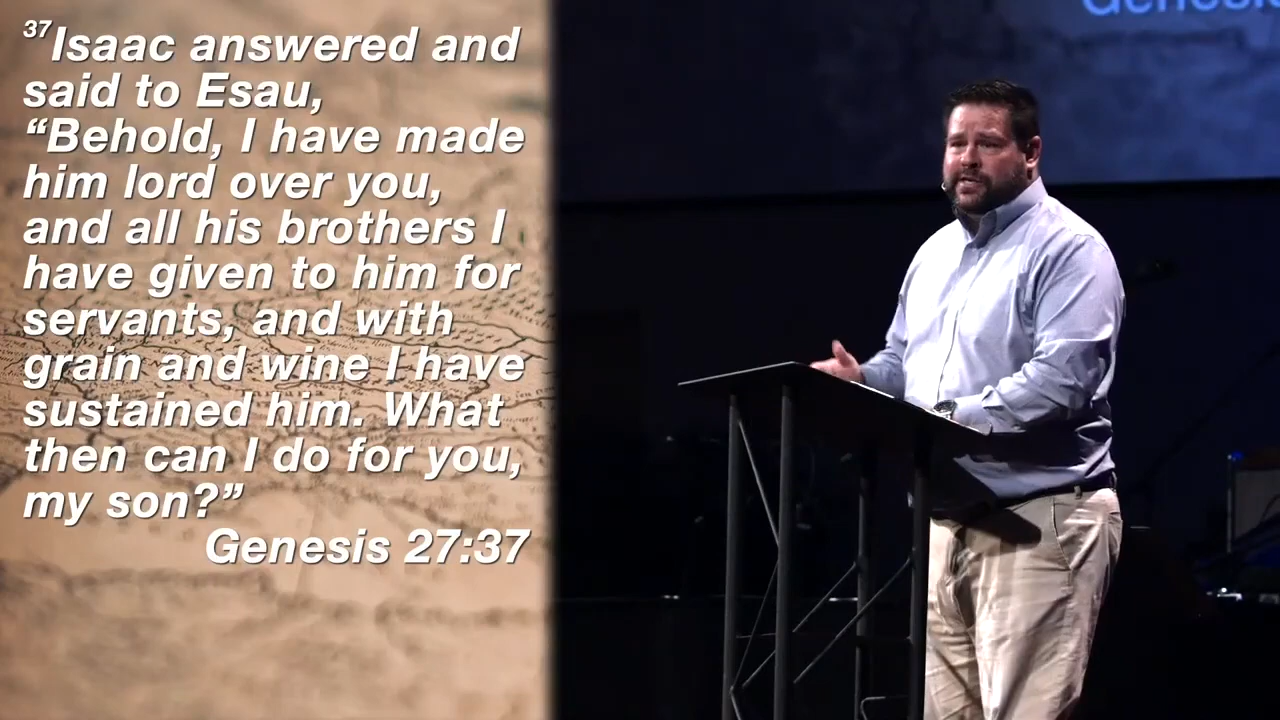 37Isaac answered and
said to Esau,
“Behold, I have made
him lord over you,
and all his brothers I
have given to him for
servants, and with
grain and wine I have
sustained him. What
then can I do for you,
my son?”
Genesis 27:37
Genesis